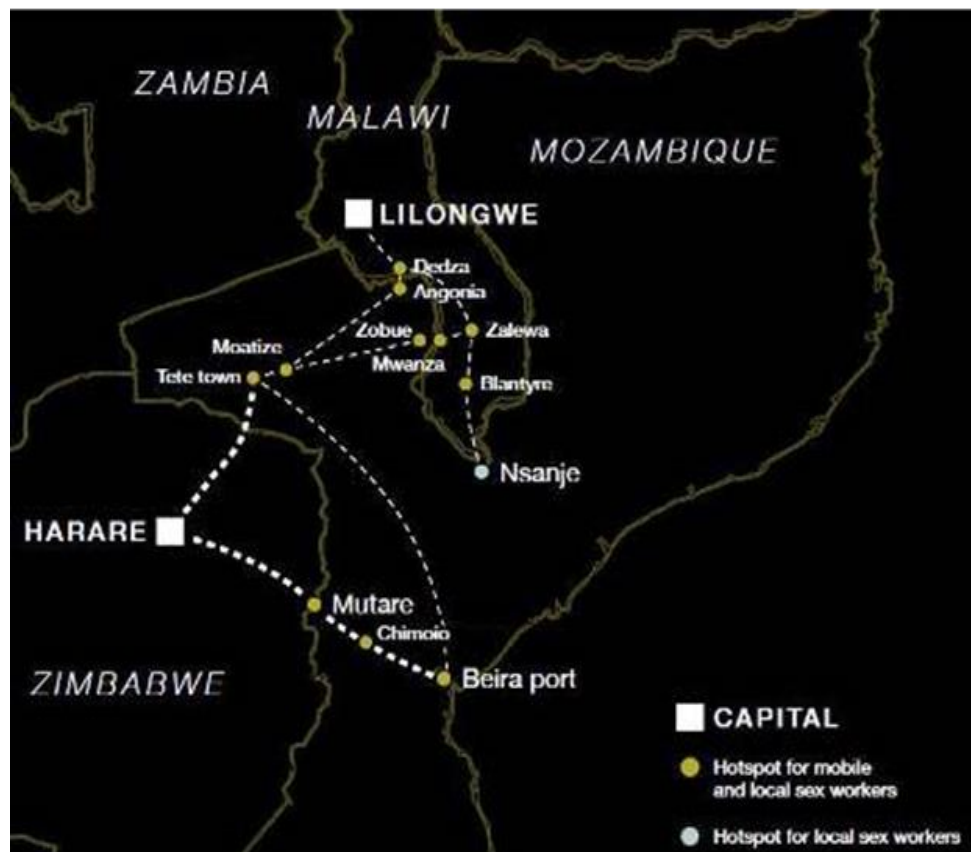 ZAMBIA
MALAWI
MOZAMBIQUE
LILONGWE
Dedza
Angonia
Zobue
Zalewa
Moatize
Mwanza
Tete town
Blantyre
Nsanje
HARARE
Mutare
Chimoio
ZIMBABWE
Beira port
CAPITAL
Hotspot for mobile
and local sex workers
Hotspot for local sex workers